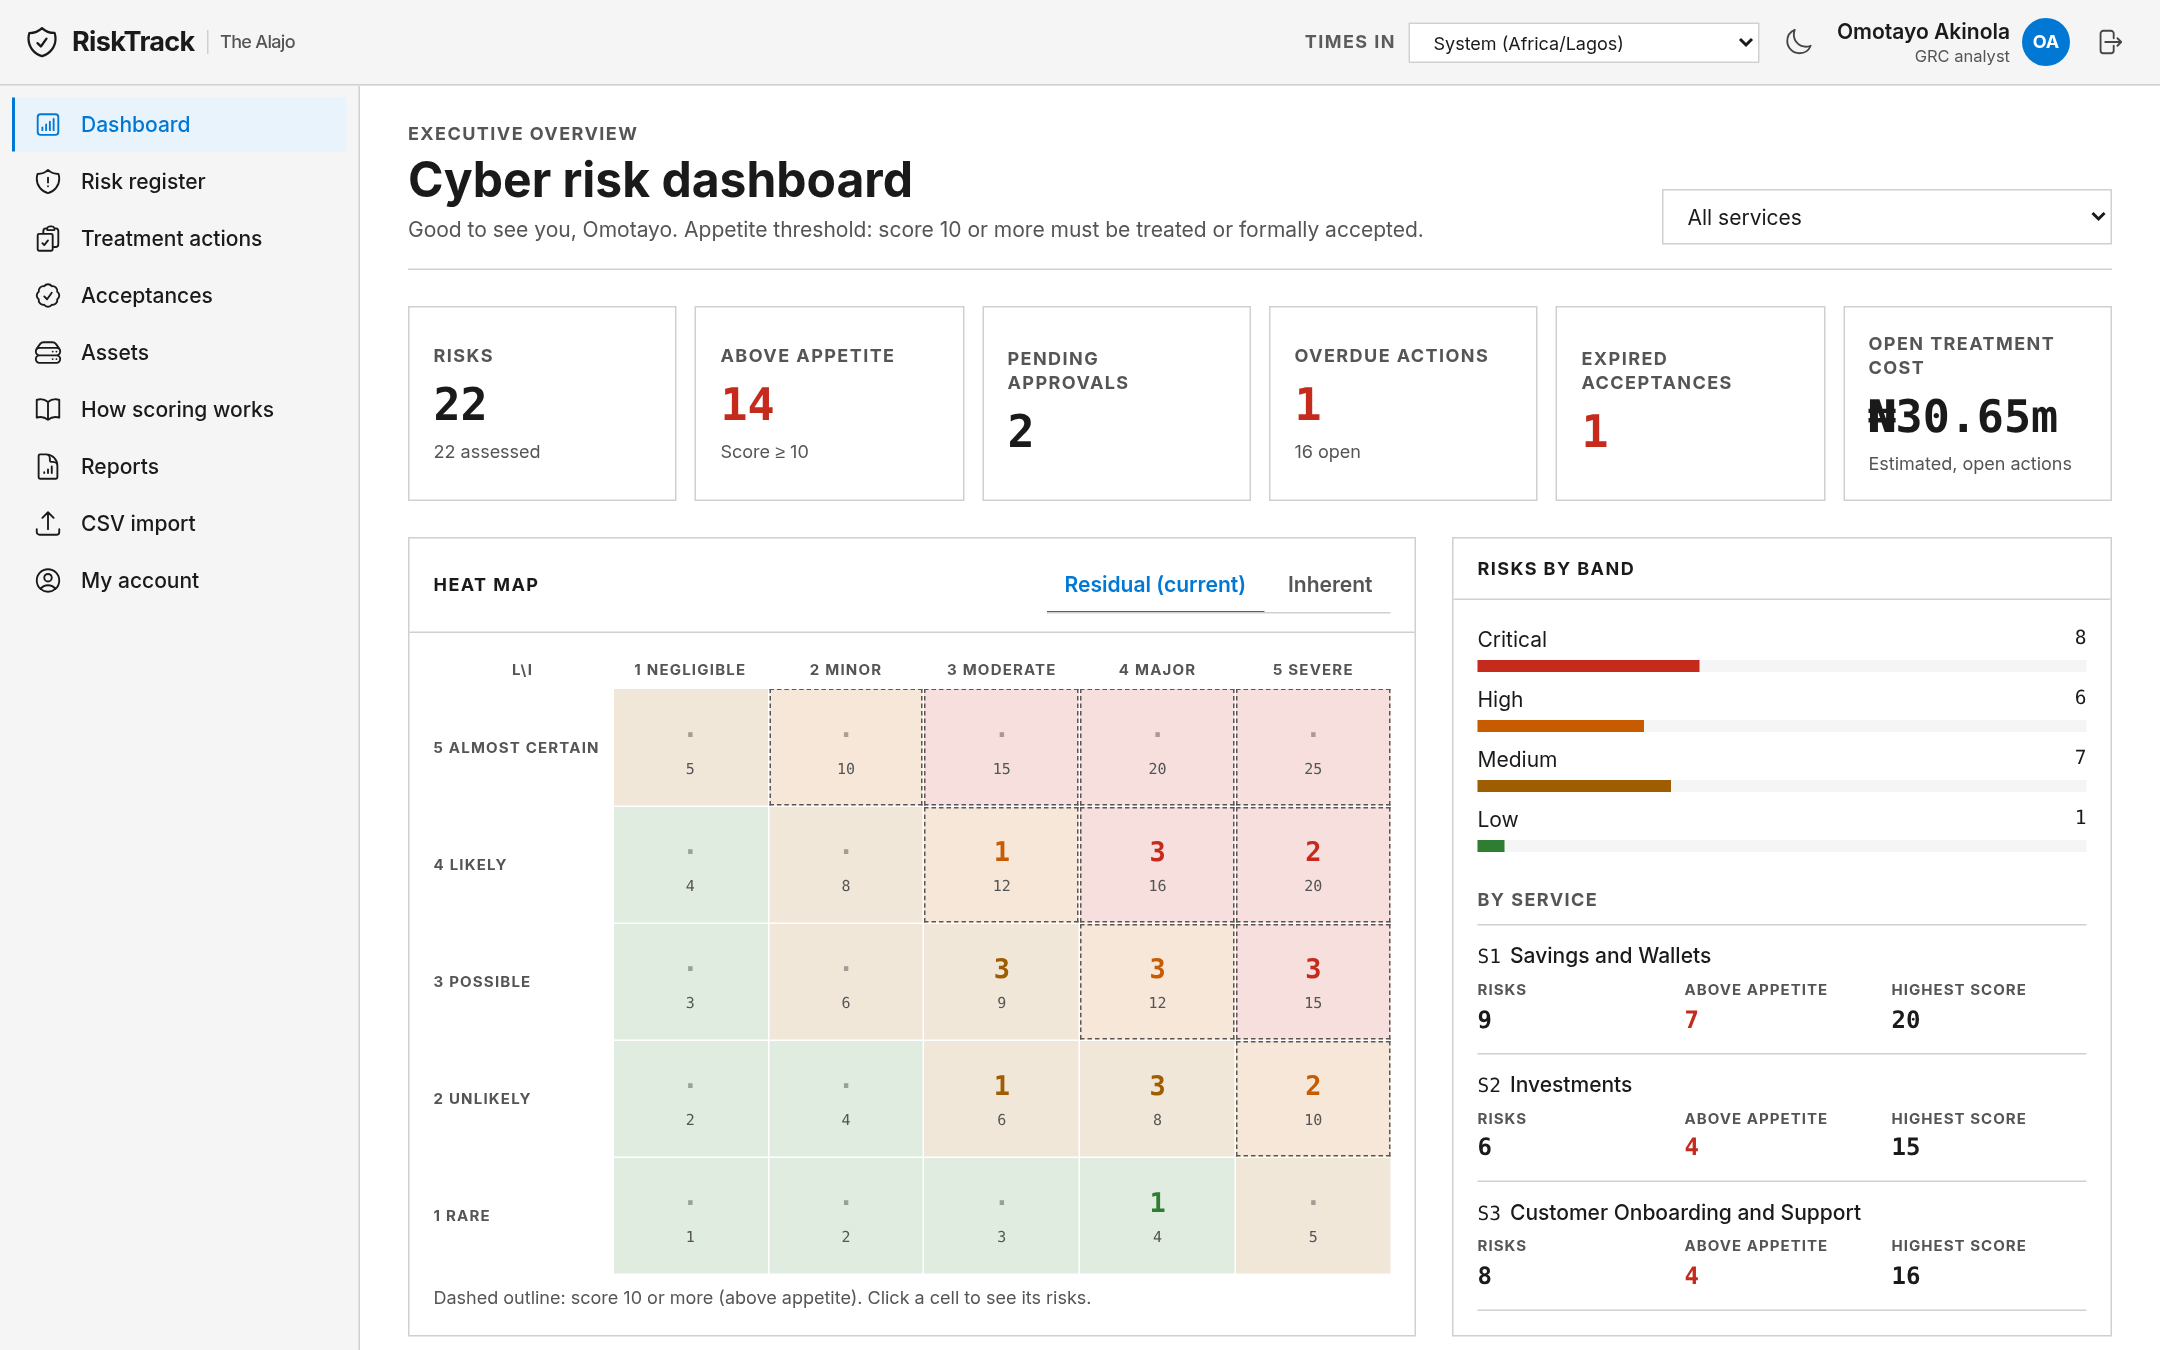 RiskTrack The Alajo TIMES IN System (Africa/Lagos) Omotayo Akinola
GRC analyst OA
Dashboard
Risk register
Treatment actions
Acceptances
Assets
How scoring works
Reports
CSV import
My account
EXECUTIVE OVERVIEW
Cyber risk dashboard
Good to see you, Omotayo. Appetite threshold: score 10 or more must be treated or formally accepted.
All services
RISKS
22
22 assessed
ABOVE APPETITE
14
Score ≥ 10
PENDING
APPROVALS
2
OVERDUE ACTIONS
1
16 open
EXPIRED
ACCEPTANCES
1
OPEN TREATMENT
COST
₦30.65m
Estimated, open actions
HEAT MAP Residual (current) Inherent
L\I 1 NEGLIGIBLE 2 MINOR 3 MODERATE 4 MAJOR 5 SEVERE
5 ALMOST CERTAIN
· · · · ·
5 10 15 20 25
4 LIKELY
· · 1 3 2
4 8 12 16 20
3 POSSIBLE
· · 3 3 3
3 6 9 12 15
2 UNLIKELY
· · 1 3 2
2 4 6 8 10
1 RARE
· · · 1 ·
1 2 3 4 5
Dashed outline: score 10 or more (above appetite). Click a cell to see its risks.
RISKS BY BAND
Critical 8
High 6
Medium 7
Low 1
BY SERVICE
S1 Savings and Wallets
RISKS ABOVE APPETITE HIGHEST SCORE
9 7 20
S2 Investments
RISKS ABOVE APPETITE HIGHEST SCORE
6 4 15
S3 Customer Onboarding and Support
RISKS ABOVE APPETITE HIGHEST SCORE
8 4 16